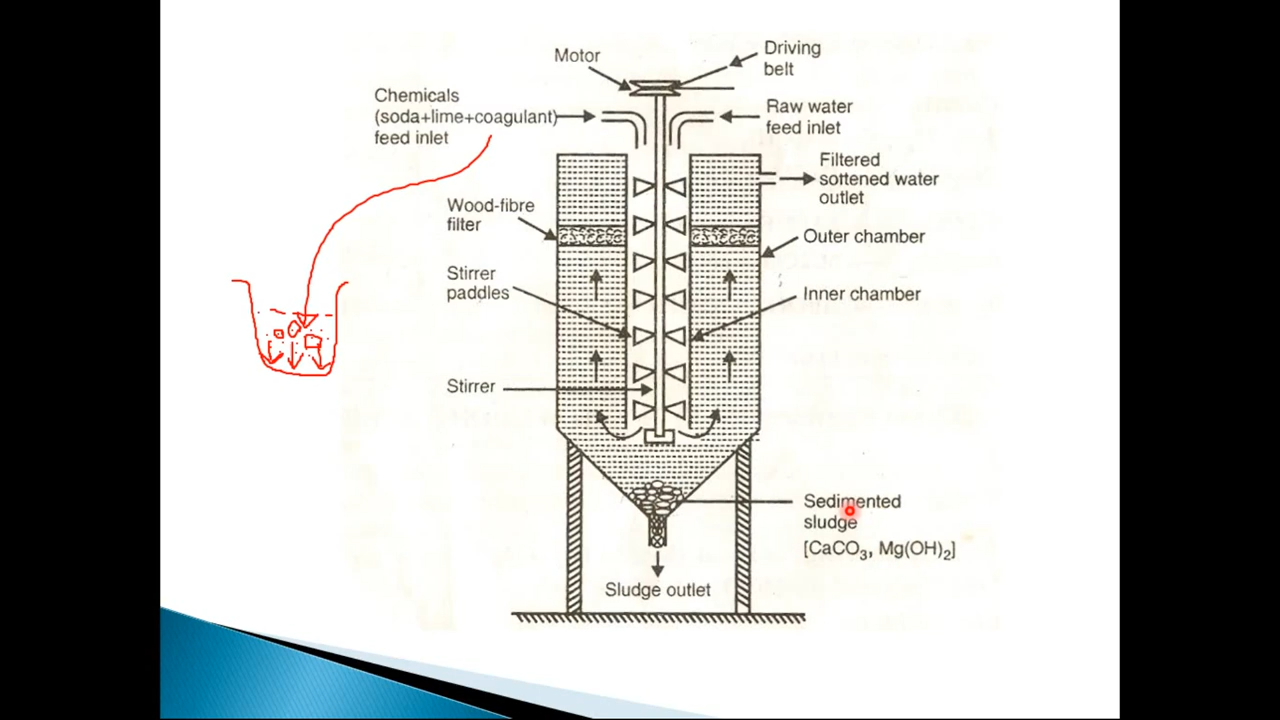 Motor
Driving
belt
Chemicals
(soda+lime+coagulant)
feed inlet
Raw water
feed inlet
Filtered
softened water
outlet
Wood-fibre
filter
Outer chamber
Stirrer
paddles
Inner chamber
Stirrer
Sedimented
sludge
[CaCO₃, Mg(OH)₂]
Sludge outlet